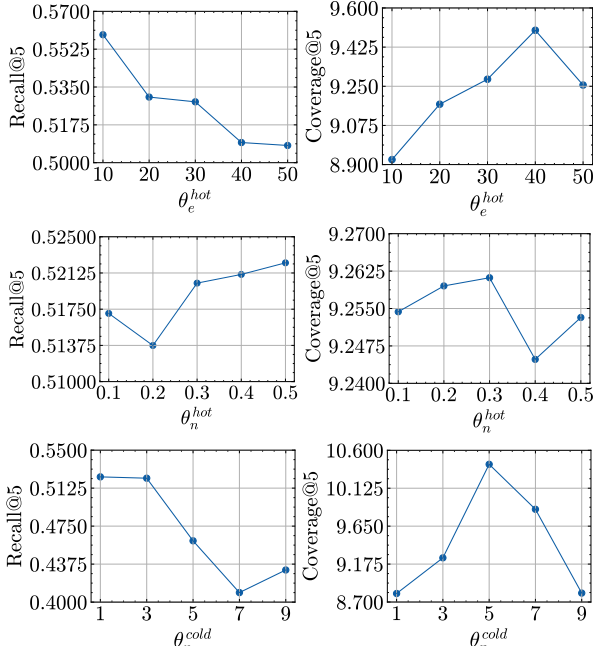 Recall@5
0.5700
0.5525
0.5350
0.5175
0.5000
10 20 30 40 50
θ_e^{hot}
Coverage@5
9.600
9.425
9.250
9.075
8.900
10 20 30 40 50
θ_e^{hot}
Recall@5
0.52500
0.52125
0.51750
0.51375
0.51000
0.1 0.2 0.3 0.4 0.5
θ_n^{hot}
Coverage@5
9.2700
9.2625
9.2550
9.2475
9.2400
0.1 0.2 0.3 0.4 0.5
θ_n^{hot}
Recall@5
0.5500
0.5125
0.4750
0.4375
0.4000
1 3 5 7 9
θ_n^{cold}
Coverage@5
10.600
10.125
9.650
9.175
8.700
1 3 5 7 9
θ_n^{cold}